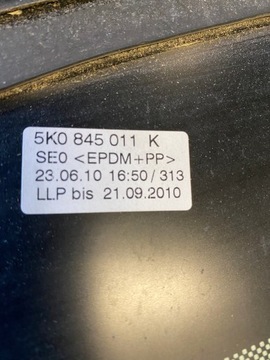 5K0 845 011 K
SE0 <EPDM+PP>
23.06.10 16:50/313
LLP bis 21.09.2010